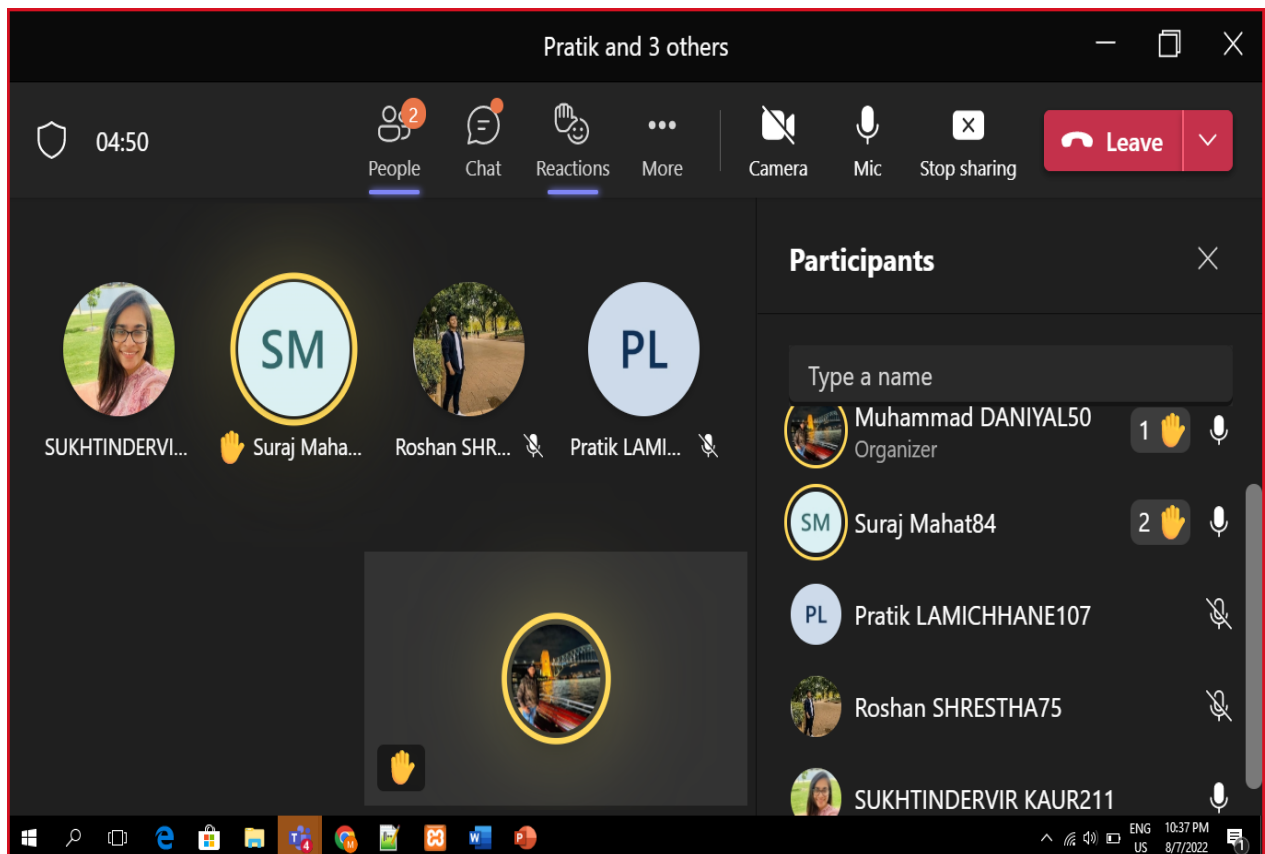 Pratik and 3 others
04:50
2
People
Chat
Reactions
More
Camera
Mic
Stop sharing
Leave
SM
PL
SUKHTINDERVI...
Suraj Maha...
Roshan SHR...
Pratik LAMI...
Participants
Type a name
Muhammad DANIYAL50
1
Organizer
SM
Suraj Mahat84
2
PL
Pratik LAMICHHANE107
Roshan SHRESTHA75
SUKHTINDERVIR KAUR211
4
ENG
US
10:37 PM
8/7/2022
1